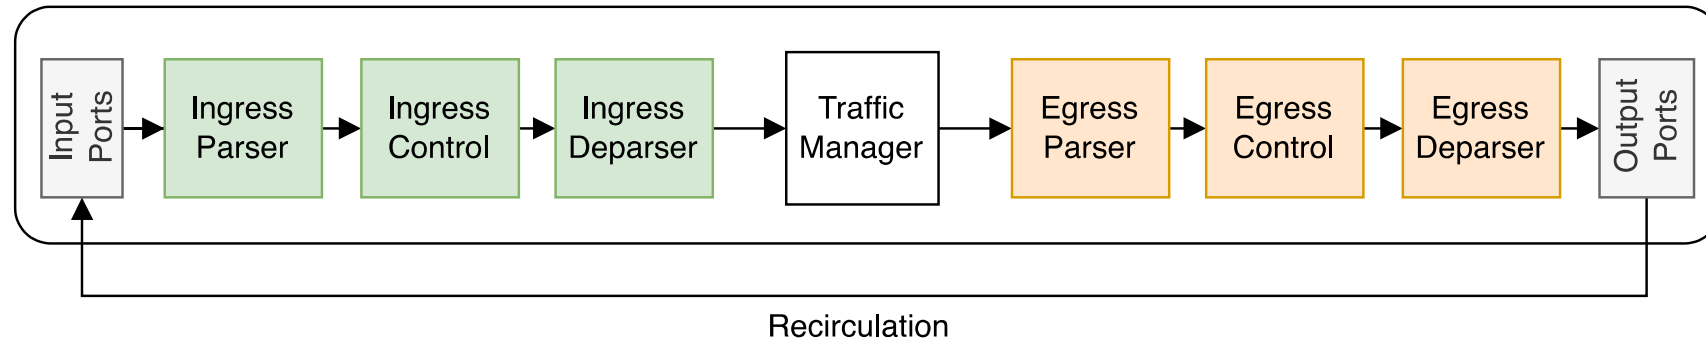 Input
Ports
Ingress
Parser
Ingress
Control
Ingress
Deparser
Traffic
Manager
Egress
Parser
Egress
Control
Egress
Deparser
Output
Ports
Recirculation